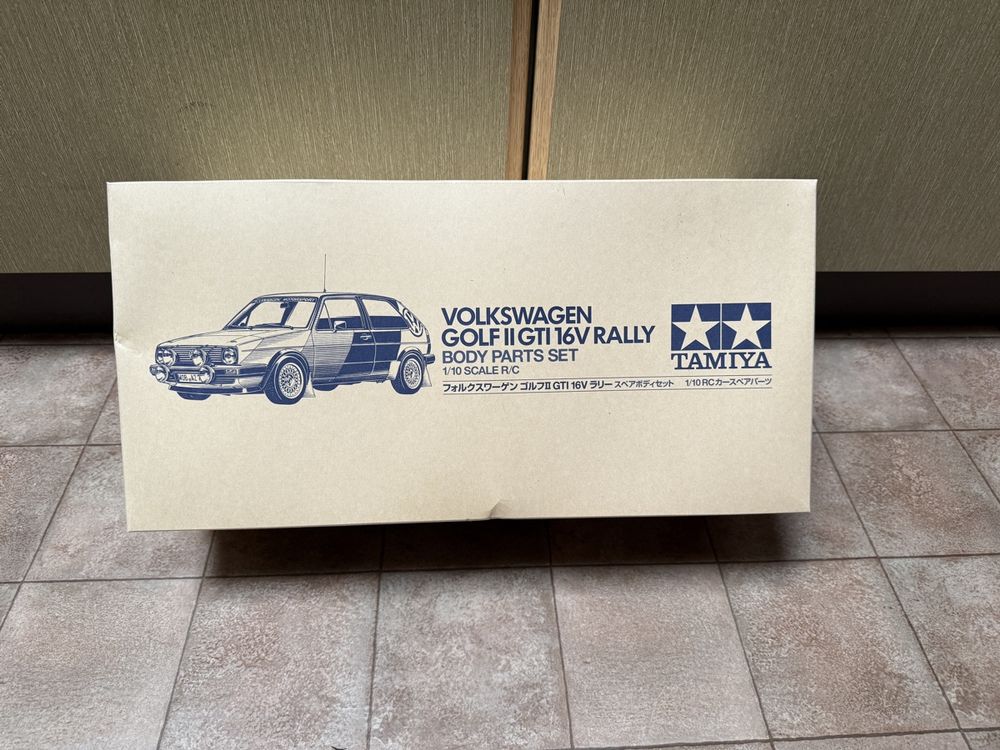 VOLKSWAGEN
GOLF II GTI 16V RALLY
BODY PARTS SET
1/10 SCALE R/C
フォルクスワーゲン ゴルフII GTI 16V ラリー スペアボディセット 1/10 RCカースペアパーツ
TAMIYA